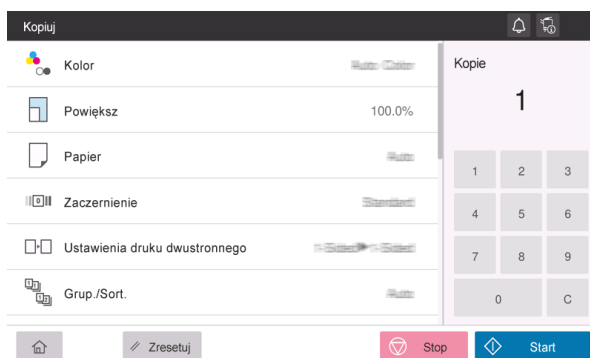 Kopiuj
Kolor
Powiększ 100.0%
Papier
Zaczernienie
Ustawienia druku dwustronnego
Grup./Sort.
Kopie
1
1 2 3
4 5 6
7 8 9
0 C
Zresetuj
Stop
Start